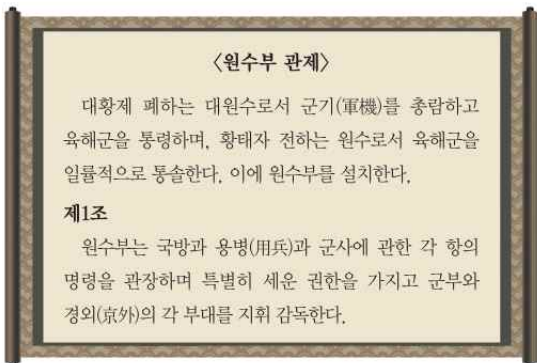 <원수부 관제>
대황제 폐하는 대원수로서 군기(軍機)를 총람하고
육해군을 통령하며, 황태자 전하는 원수로서 육해군을
일률적으로 통솔한다. 이에 원수부를 설치한다.
제1조
원수부는 국방과 용병(用兵)과 군사에 관한 각 항의
명령을 관장하며 특별히 세운 권한을 가지고 군부와
경외(京外)의 각 부대를 지휘 감독한다.